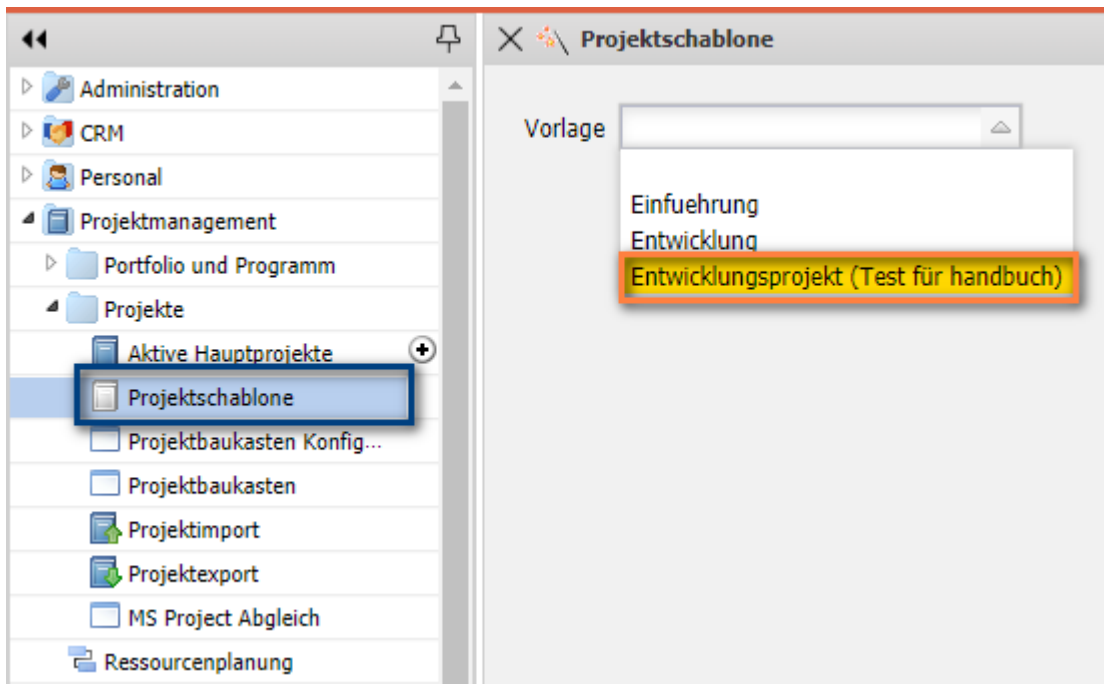 Administration
CRM
Personal
Projektmanagement
Portfolio und Programm
Projekte
Aktive Hauptprojekte
Projektschablone
Projektbaukasten Konfig...
Projektbaukasten
Projektimport
Projektexport
MS Project Abgleich
Ressourcenplanung
Projektschablone
Vorlage
Einfuehrung
Entwicklung
Entwicklungsprojekt (Test für handbuch)